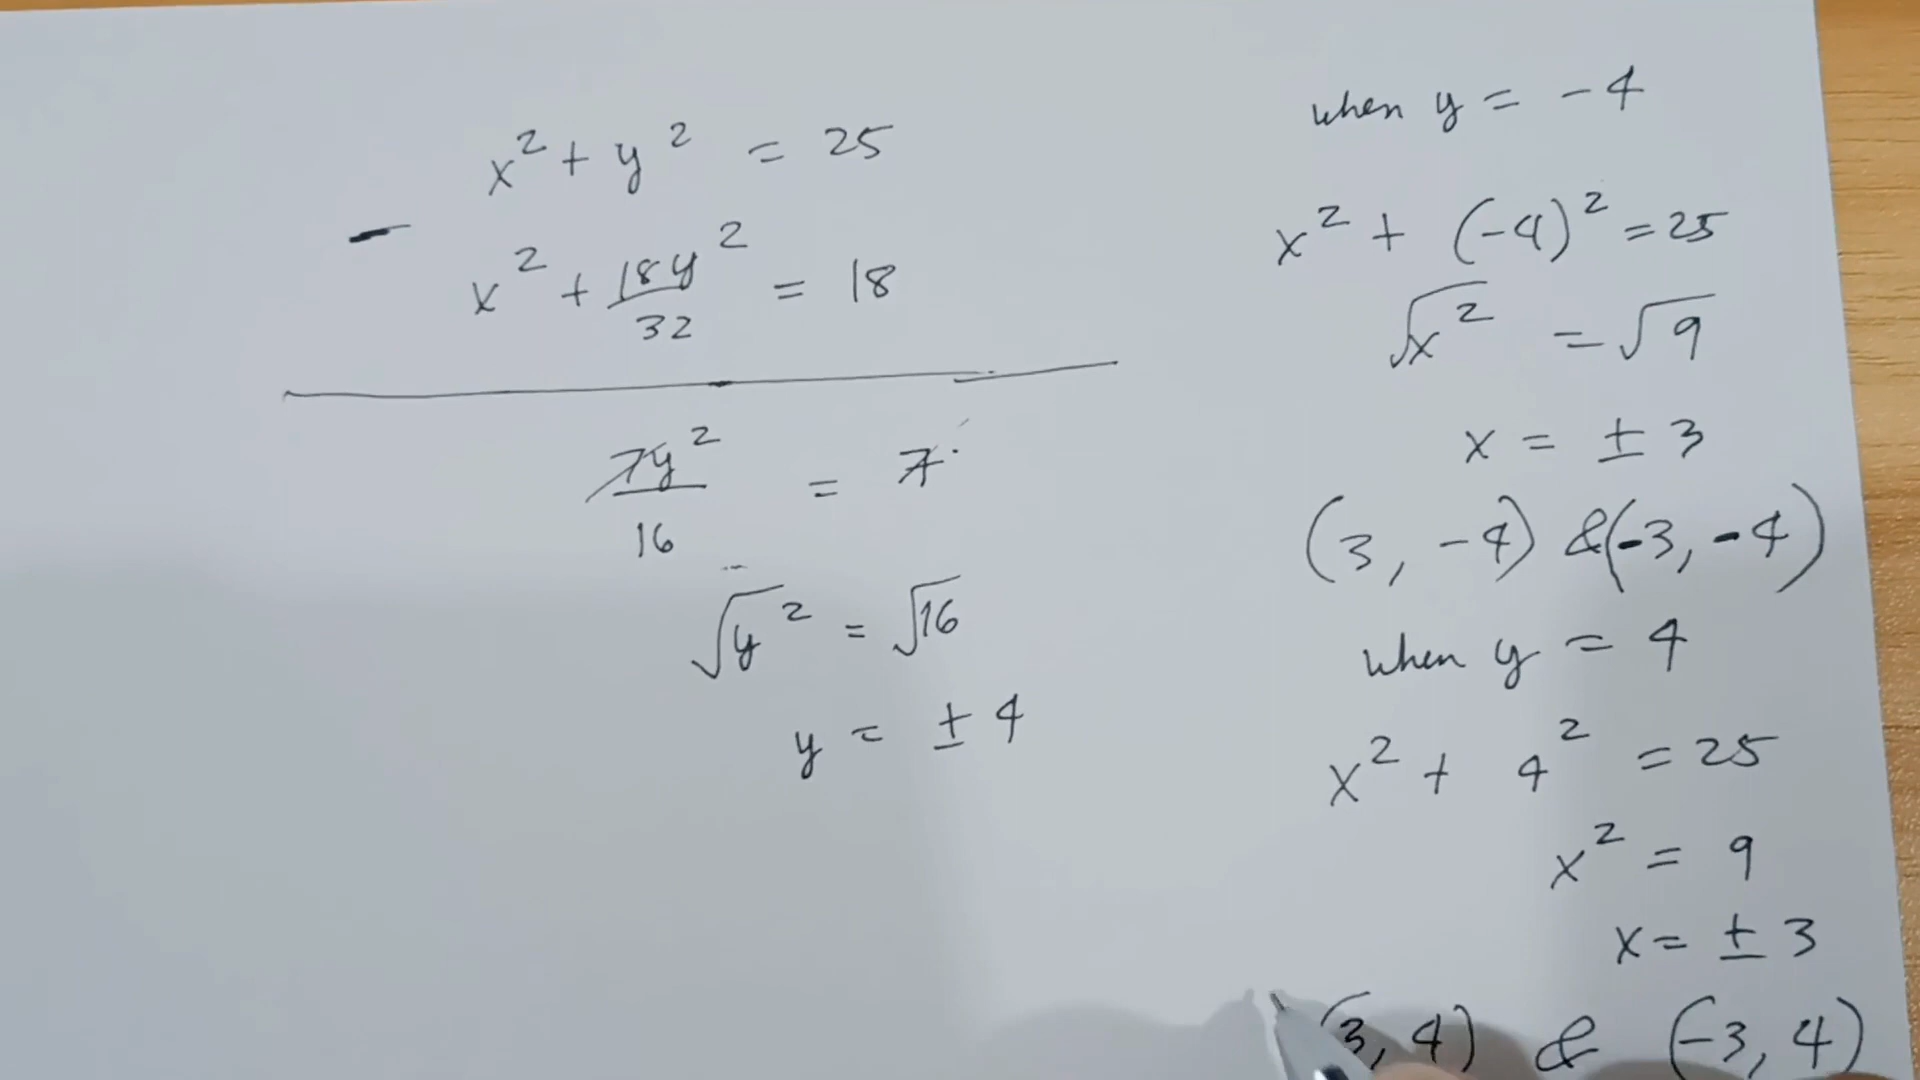 x² + y² = 25
−
x² + 18y²/32 = 18
7y²/16 = 7
√y² = √16
y = ± 4
when y = -4
x² + (-4)² = 25
√x² = √9
x = ± 3
(3, -4) & (-3, -4)
when y = 4
x² + 4² = 25
x² = 9
x = ± 3
(3, 4) & (-3, 4)